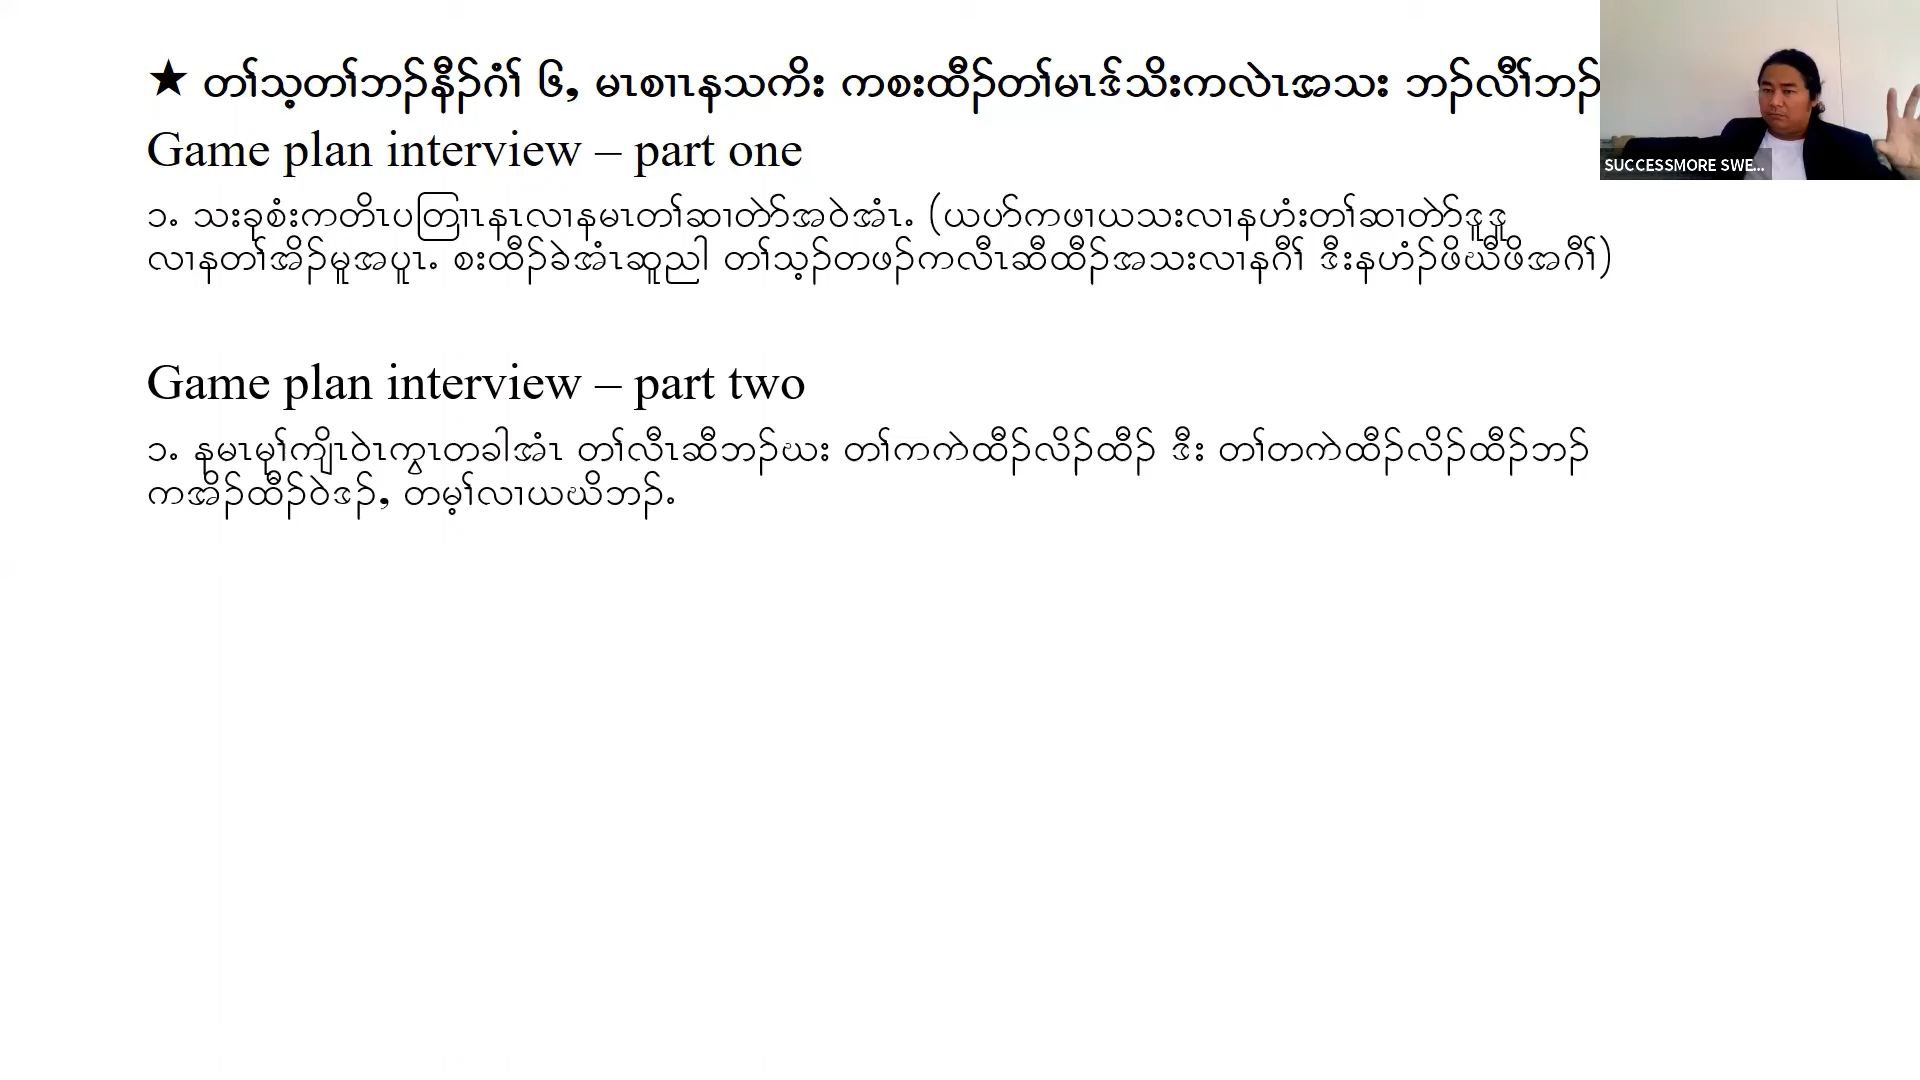 ★ တၢ်သ့တၢ်ဘၣ်နီၣ်ဂံၢ် ၆, မၤစၢၤနသကိး ကစးထီၣ်တၢ်မၤဒ်သိးကလဲၤအသး ဘၣ်လီၢ်ဘၣ်
Game plan interview – part one
၁. သးခုစံးကတိၤပတြၢၤနၤလၢနမၤတၢ်ဆၢတဲာ်အဝဲအံၤ. (ယပာ်ကဖၢယသးလၢနဟံးတၢ်ဆၢတဲာ်ဒူဒူ
လၢနတၢ်အိၣ်မူအပူၤ. စးထီၣ်ခဲအံၤဆူညါ တၢ်သ့ၣ်တဖၣ်ကလီၤဆီထီၣ်အသးလၢနဂီၢ် ဒီးနဟံၣ်ဖိဃီဖိအဂီၢ်)
Game plan interview – part two
၁. နမၤမုၢ်ကျိၤဝဲၤကွၤတခါအံၤ တၢ်လီၤဆီဘၣ်ဃး တၢ်ကကဲထီၣ်လိၣ်ထီၣ် ဒီး တၢ်တကဲထီၣ်လိၣ်ထီၣ်ဘၣ်
ကအိၣ်ထီၣ်ဝဲဒၣ်, တမ့ၢ်လၢယဃိဘၣ်.
SUCCESSMORE SWE...